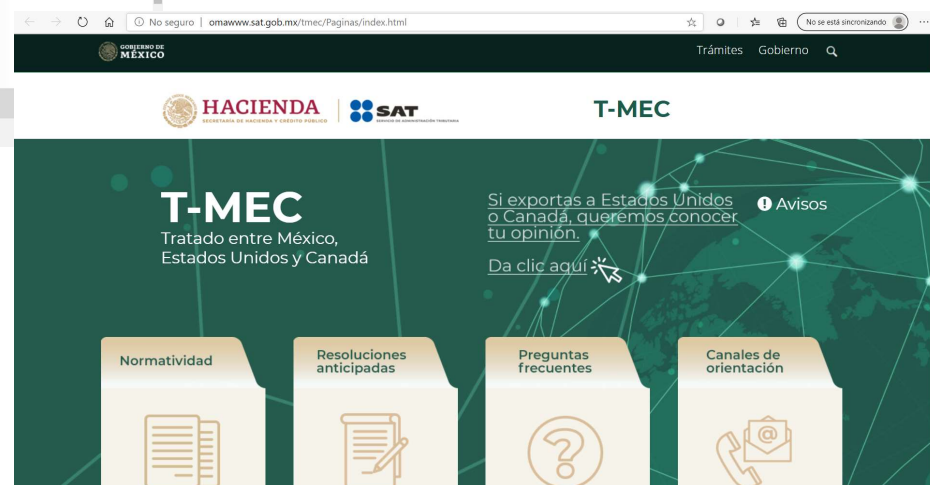 No seguro | omawww.sat.gob.mx/tmec/Paginas/index.html
No se está sincronizando
GOBIERNO DE
MÉXICO
Trámites Gobierno
HACIENDA
SECRETARÍA DE HACIENDA Y CRÉDITO PÚBLICO
SAT
SERVICIO DE ADMINISTRACIÓN TRIBUTARIA
T-MEC
T-MEC
Tratado entre México,
Estados Unidos y Canadá
Si exportas a Estados Unidos
o Canadá, queremos conocer
tu opinión.
Da clic aquí
Avisos
Normatividad
Resoluciones
anticipadas
Preguntas
frecuentes
Canales de
orientación